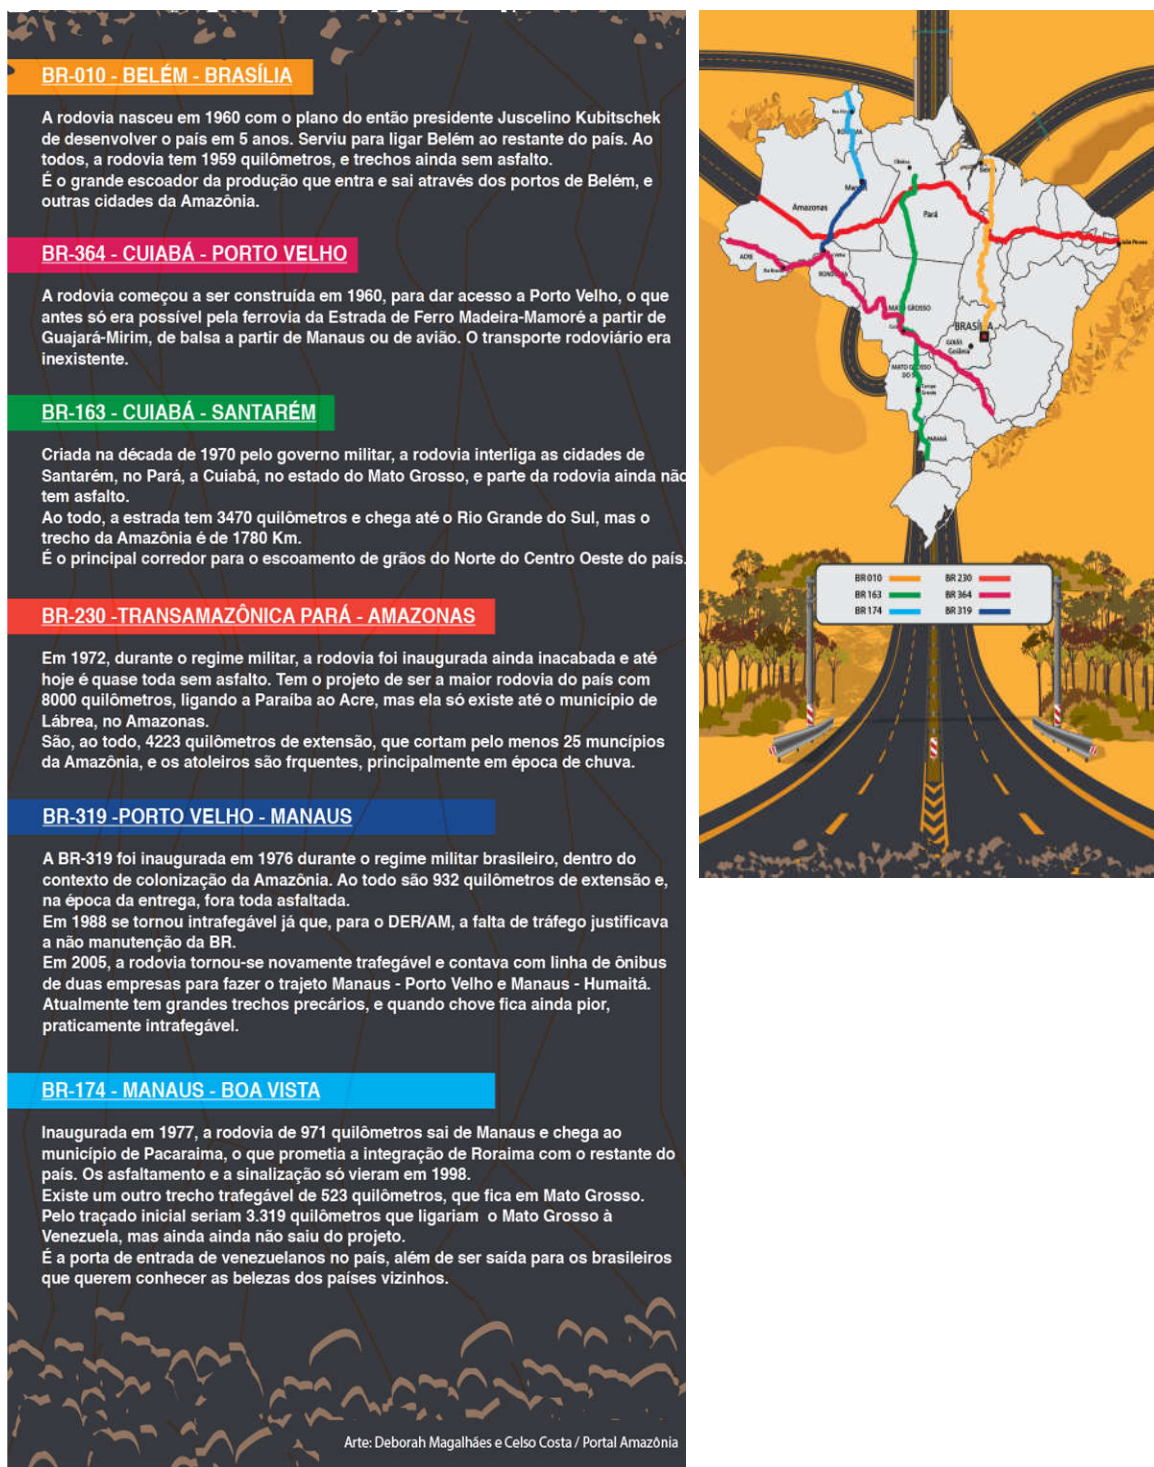 BR-010 - BELÉM - BRASÍLIA
A rodovia nasceu em 1960 com o plano do então presidente Juscelino Kubitschek
de desenvolver o país em 5 anos. Serviu para ligar Belém ao restante do país. Ao
todos, a rodovia tem 1959 quilômetros, e trechos ainda sem asfalto.
É o grande escoador da produção que entra e sai através dos portos de Belém, e
outras cidades da Amazônia.
BR-364 - CUIABÁ - PORTO VELHO
A rodovia começou a ser construída em 1960, para dar acesso a Porto Velho, o que
antes só era possível pela ferrovia da Estrada de Ferro Madeira-Mamoré a partir de
Guajará-Mirim, de balsa a partir de Manaus ou de avião. O transporte rodoviário era
inexistente.
BR-163 - CUIABÁ - SANTARÉM
Criada na década de 1970 pelo governo militar, a rodovia interliga as cidades de
Santarém, no Pará, a Cuiabá, no estado do Mato Grosso, e parte da rodovia ainda não
tem asfalto.
Ao todo, a estrada tem 3470 quilômetros e chega até o Rio Grande do Sul, mas o
trecho da Amazônia é de 1780 Km.
É o principal corredor para o escoamento de grãos do Norte do Centro Oeste do país.
BR-230 -TRANSAMAZÔNICA PARÁ - AMAZONAS
Em 1972, durante o regime militar, a rodovia foi inaugurada ainda inacabada e até
hoje é quase toda sem asfalto. Tem o projeto de ser a maior rodovia do país com
8000 quilômetros, ligando a Paraíba ao Acre, mas ela só existe até o município de
Lábrea, no Amazonas.
São, ao todo, 4223 quilômetros de extensão, que cortam pelo menos 25 muncípios
da Amazônia, e os atoleiros são frquentes, principalmente em época de chuva.
BR-319 -PORTO VELHO - MANAUS
A BR-319 foi inaugurada em 1976 durante o regime militar brasileiro, dentro do
contexto de colonização da Amazônia. Ao todo são 932 quilômetros de extensão e,
na época da entrega, fora toda asfaltada.
Em 1988 se tornou intrafegável já que, para o DER/AM, a falta de tráfego justificava
a não manutenção da BR.
Em 2005, a rodovia tornou-se novamente trafegável e contava com linha de ônibus
de duas empresas para fazer o trajeto Manaus - Porto Velho e Manaus - Humaitá.
Atualmente tem grandes trechos precários, e quando chove fica ainda pior,
praticamente intrafegável.
BR-174 - MANAUS - BOA VISTA
Inaugurada em 1977, a rodovia de 971 quilômetros sai de Manaus e chega ao
município de Pacaraima, o que prometia a integração de Roraima com o restante do
país. Os asfaltamento e a sinalização só vieram em 1998.
Existe um outro trecho trafegável de 523 quilômetros, que fica em Mato Grosso.
Pelo traçado inicial seriam 3.319 quilômetros que ligariam o Mato Grosso à
Venezuela, mas ainda ainda não saiu do projeto.
É a porta de entrada de venezuelanos no país, além de ser saída para os brasileiros
que querem conhecer as belezas dos países vizinhos.
Arte: Deborah Magalhães e Celso Costa / Portal Amazônia
Amazonas
Pará
João Pessoa
ACRE
MATO GROSSO
BRASÍLIA
GOIÁS
Goiânia
Campo
Grande
PARANÁ
BR 010
BR 230
BR 163
BR 364
BR 174
BR 319